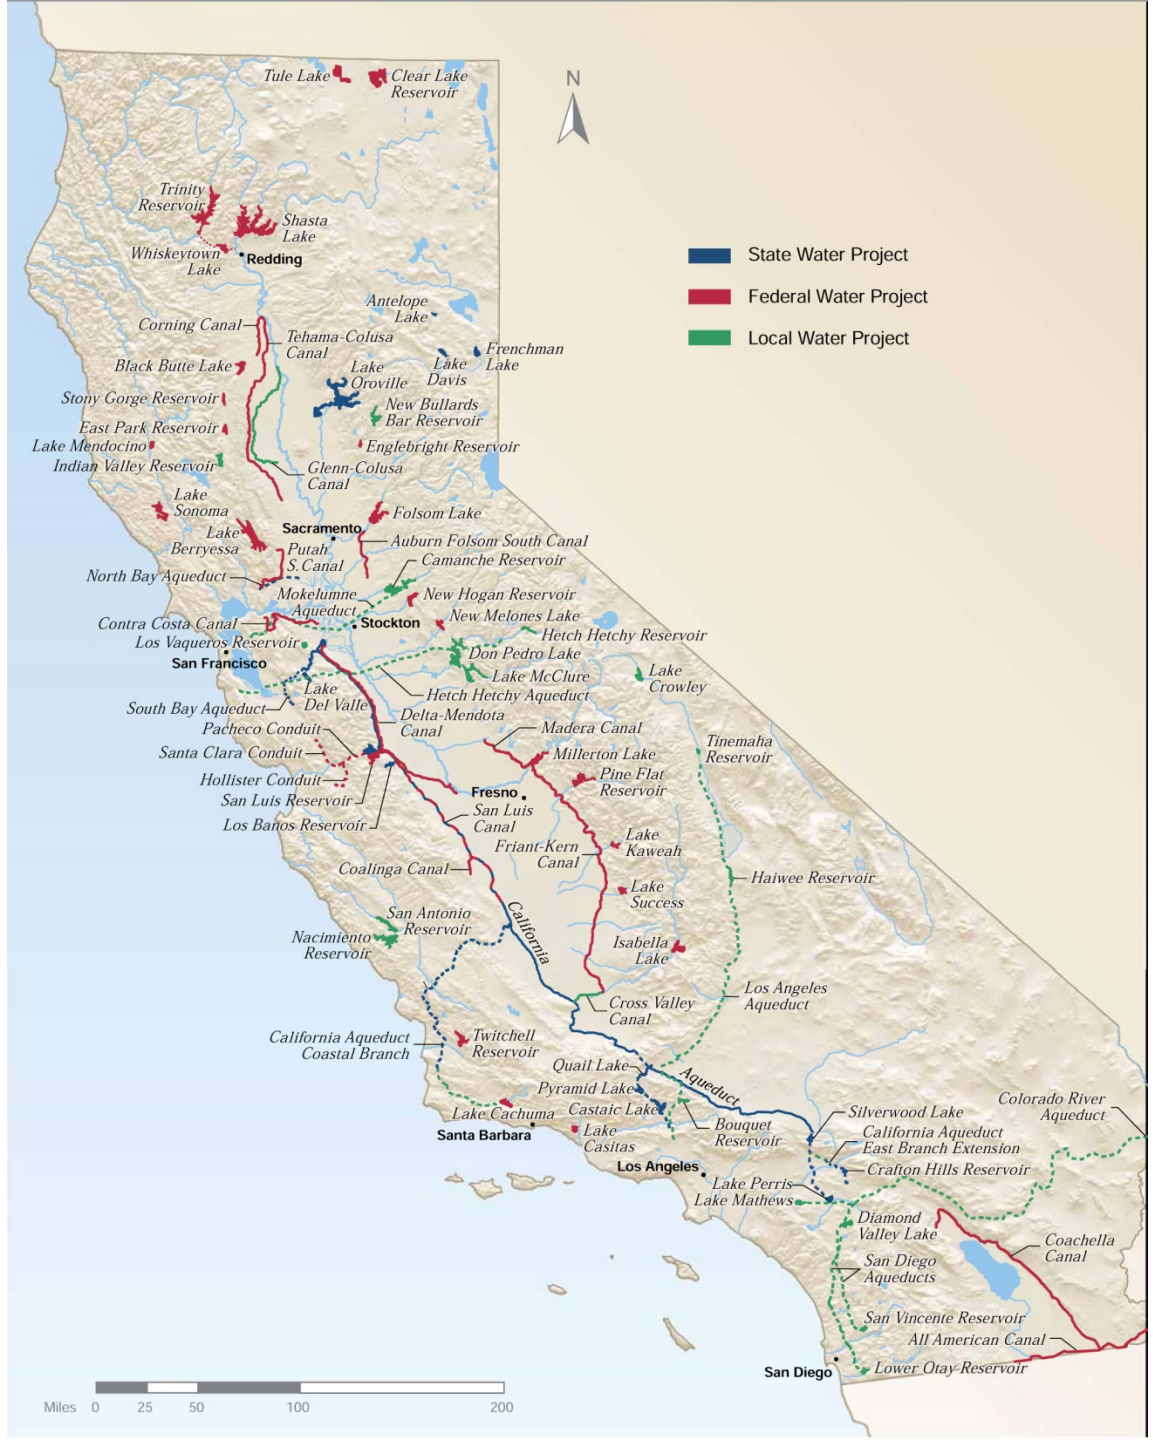 Tule Lake
Clear Lake
Reservoir
N
Trinity
Reservoir
Shasta
Lake
Whiskeytown
Lake
Redding
State Water Project
Federal Water Project
Local Water Project
Antelope
Lake
Corning Canal
Tehama-Colusa
Canal
Frenchman
Lake
Lake
Davis
Black Butte Lake
Lake
Oroville
Stony Gorge Reservoir
New Bullards
Bar Reservoir
East Park Reservoir
Lake Mendocino
Englebright Reservoir
Indian Valley Reservoir
Glenn-Colusa
Canal
Lake
Sonoma
Folsom Lake
Sacramento
Lake
Berryessa
Auburn Folsom South Canal
Putah
S.Canal
Camanche Reservoir
North Bay Aqueduct
Mokelumne
Aqueduct
New Hogan Reservoir
New Melones Lake
Contra Costa Canal
Stockton
Hetch Hetchy Reservoir
Los Vaqueros Reservoir
Don Pedro Lake
San Francisco
Lake McClure
Lake
Crowley
Lake
Del Valle
Hetch Hetchy Aqueduct
South Bay Aqueduct
Delta-Mendota
Canal
Pacheco Conduit
Madera Canal
Tinemaha
Reservoir
Santa Clara Conduit
Millerton Lake
Hollister Conduit
Pine Flat
Reservoir
San Luis Reservoir
Fresno
San Luis
Canal
Los Banos Reservoir
Friant-Kern
Canal
Lake
Kaweah
Coalinga Canal
Haiwee Reservoir
Lake
Success
San Antonio
Reservoir
California
Nacimiento
Reservoir
Isabella
Lake
Los Angeles
Aqueduct
Cross Valley
Canal
California Aqueduct
Coastal Branch
Twitchell
Reservoir
Quail Lake
Aqueduct
Pyramid Lake
Castaic Lake
Colorado River
Aqueduct
Lake Cachuma
Silverwood Lake
Santa Barbara
Lake
Casitas
Bouquet
Reservoir
California Aqueduct
East Branch Extension
Los Angeles
Crafton Hills Reservoir
Lake Perris
Lake Mathews
Diamond
Valley Lake
Coachella
Canal
San Diego
Aqueducts
San Vincente Reservoir
All American Canal
San Diego
Lower Otay Reservoir
Miles 0 25 50 100 200